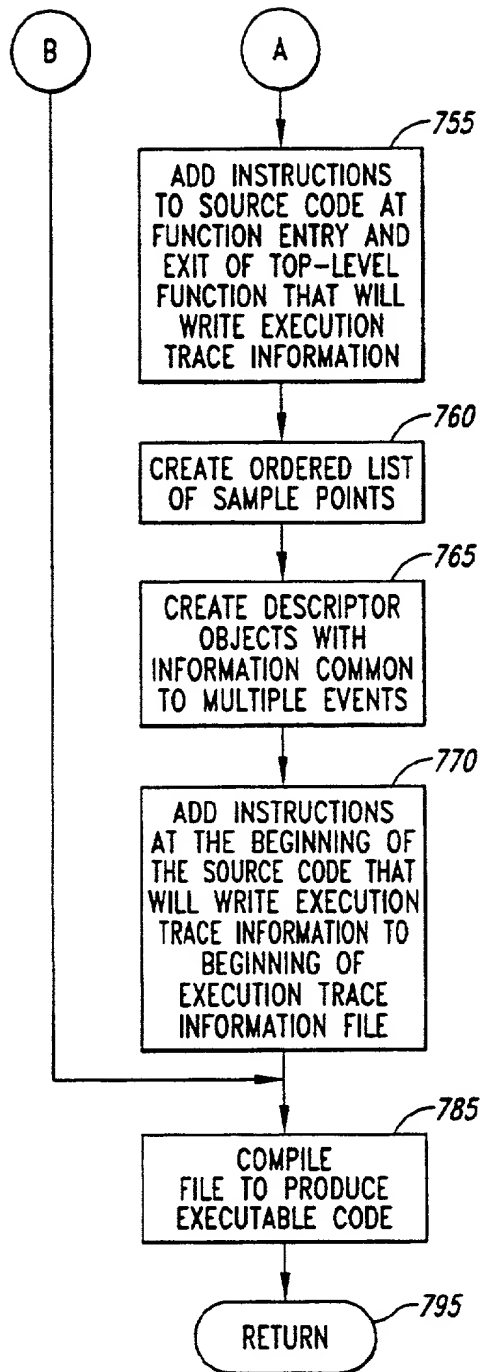 B
A
755
ADD INSTRUCTIONS
TO SOURCE CODE AT
FUNCTION ENTRY AND
EXIT OF TOP-LEVEL
FUNCTION THAT WILL
WRITE EXECUTION
TRACE INFORMATION
760
CREATE ORDERED LIST
OF SAMPLE POINTS
765
CREATE DESCRIPTOR
OBJECTS WITH
INFORMATION COMMON
TO MULTIPLE EVENTS
770
ADD INSTRUCTIONS
AT THE BEGINNING OF
THE SOURCE CODE THAT
WILL WRITE EXECUTION
TRACE INFORMATION TO
BEGINNING OF
EXECUTION TRACE
INFORMATION FILE
785
COMPILE
FILE TO PRODUCE
EXECUTABLE CODE
795
RETURN